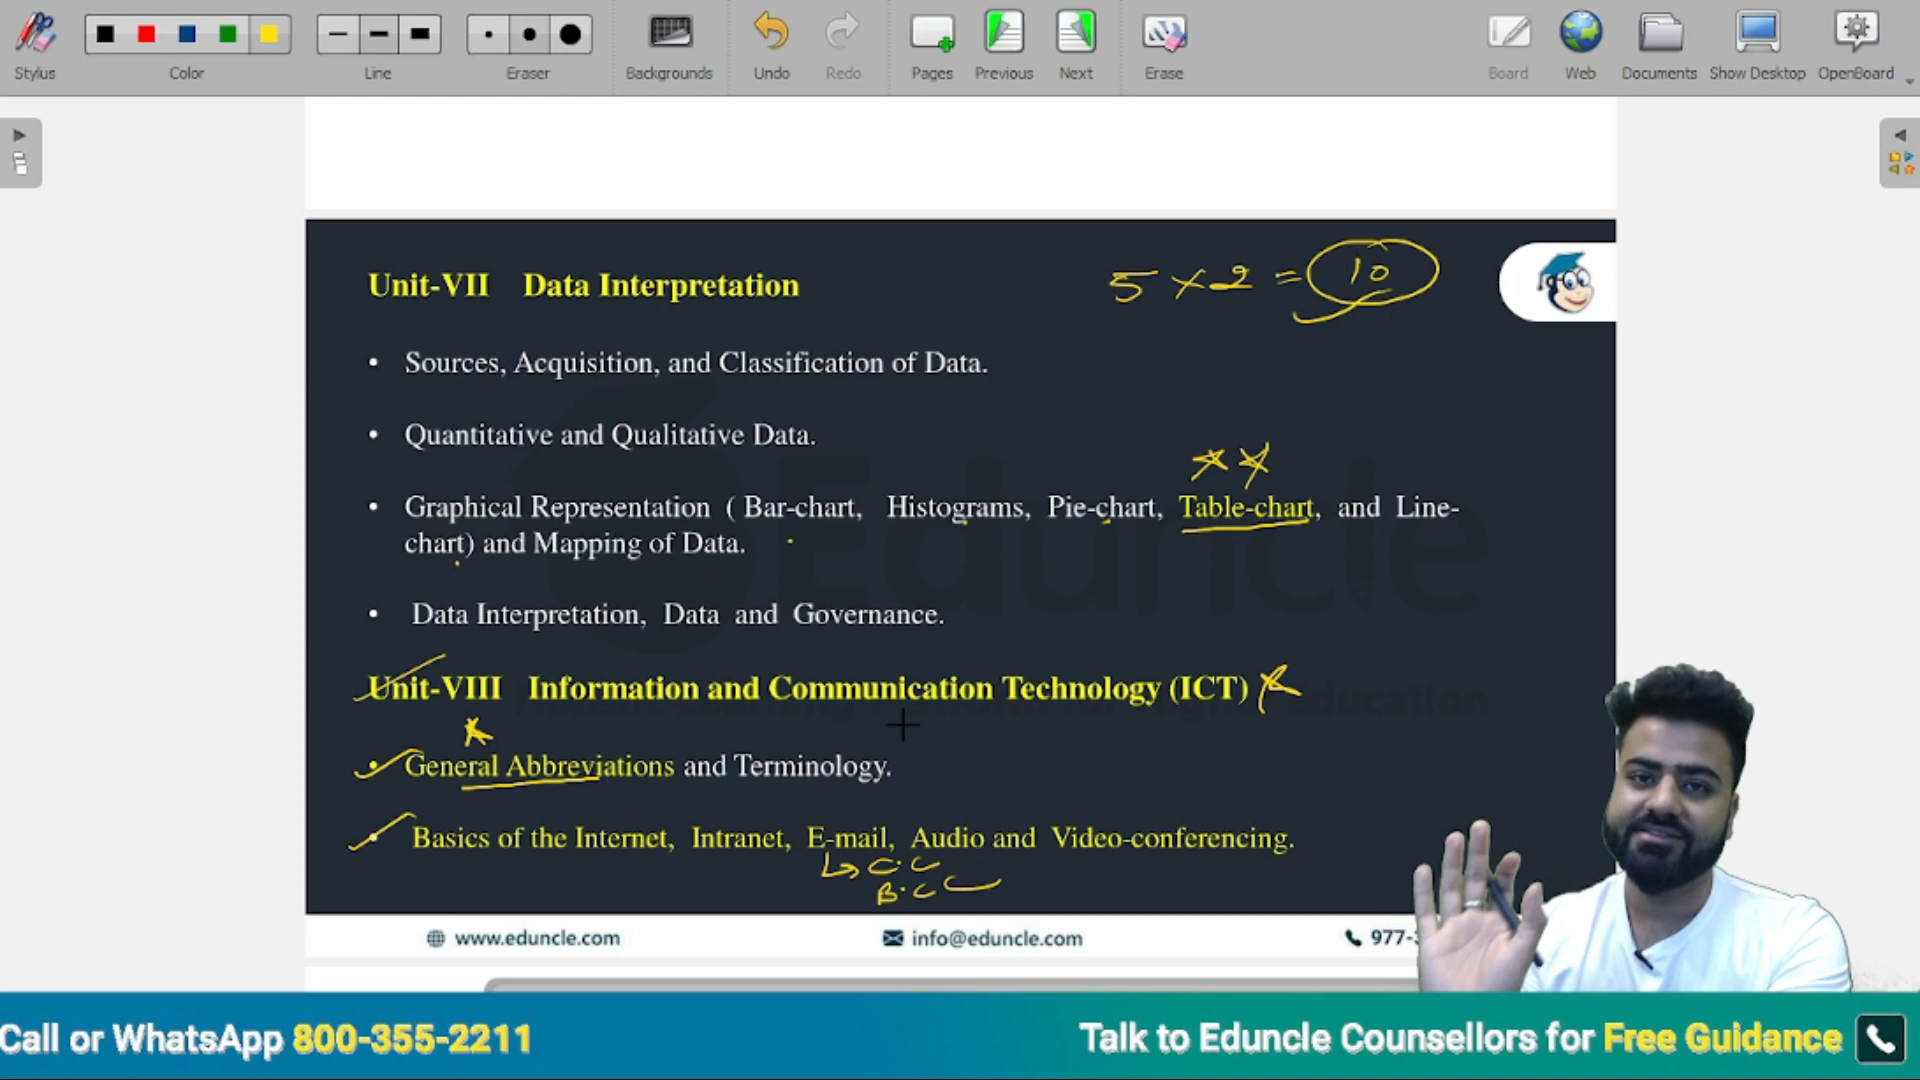 Stylus
Color
Line
Eraser
Backgrounds
Undo
Redo
Pages
Previous
Next
Erase
Board
Web
Documents
Show Desktop
OpenBoard
Unit-VII Data Interpretation
5 × 2 = 10
• Sources, Acquisition, and Classification of Data.
• Quantitative and Qualitative Data.
• Graphical Representation ( Bar-chart, Histograms, Pie-chart, Table-chart, and Line-
chart) and Mapping of Data.
• Data Interpretation, Data and Governance.
Unit-VIII Information and Communication Technology (ICT)
• General Abbreviations and Terminology.
• Basics of the Internet, Intranet, E-mail, Audio and Video-conferencing.
C.C
B.CC
Eduncle
www.eduncle.com
info@eduncle.com
977-
Call or WhatsApp 800-355-2211
Talk to Eduncle Counsellors for Free Guidance